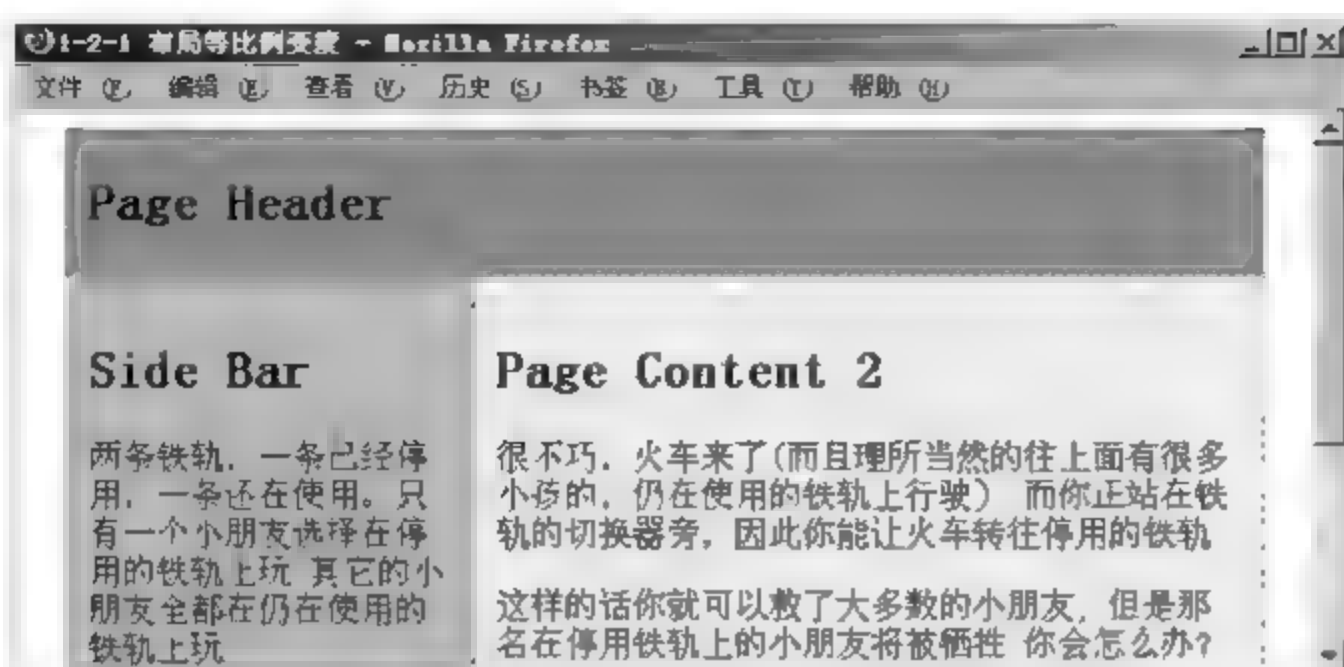 1-2-1 布局等比例变宽 - Mozilla Firefox
文件(F) 编辑(E) 查看(V) 历史(S) 书签(B) 工具(T) 帮助(H)
Page Header
Side Bar
两条铁轨，一条已经停
用，一条还在使用。只
有一个小朋友选择在停
用的铁轨上玩 其它的小
朋友全都在仍在使用的
铁轨上玩
Page Content 2
很不巧，火车来了(而且理所当然的往上面有很多
小孩的，仍在使用的铁轨上行驶) 而你正站在铁
轨的切换器旁，因此你能让火车转往停用的铁轨
这样的话你就可以救了大多数的小朋友，但是那
名在停用铁轨上的小朋友将被牺牲 你会怎么办?